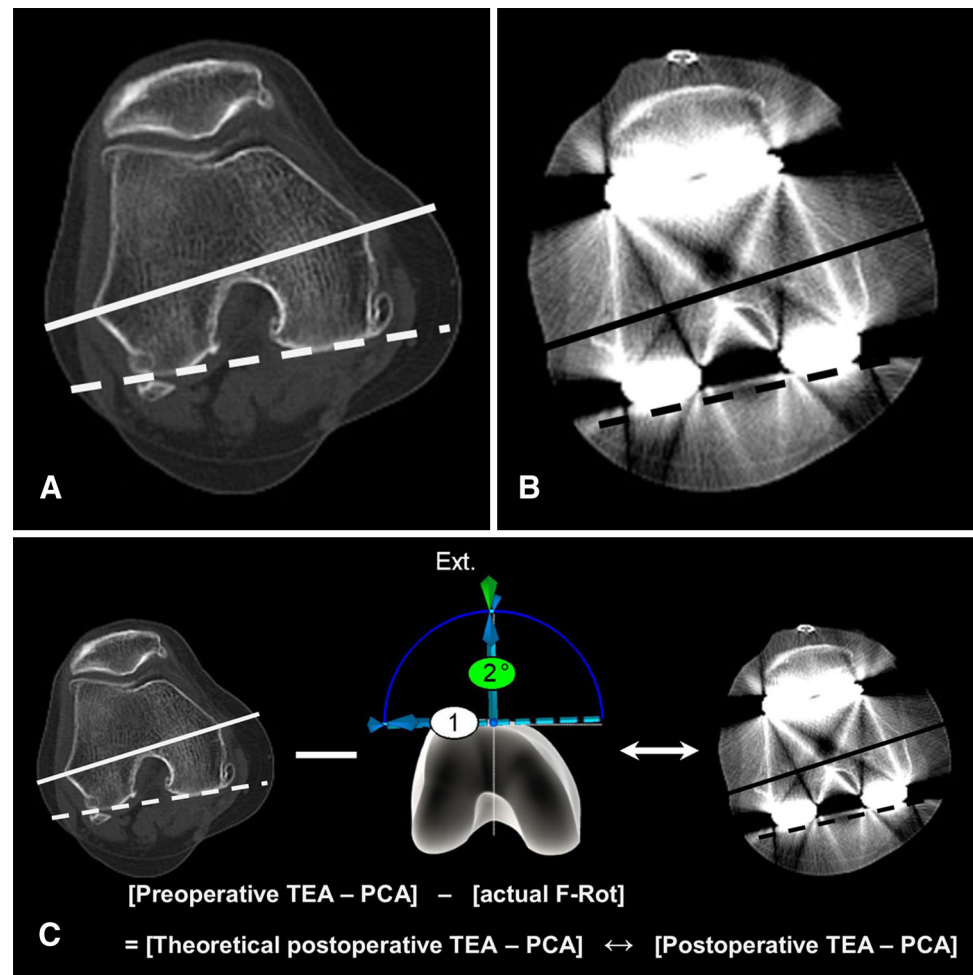 A
B
Ext.
2°
1
[Preoperative TEA – PCA] – [actual F-Rot]
C
= [Theoretical postoperative TEA – PCA] ↔ [Postoperative TEA – PCA]